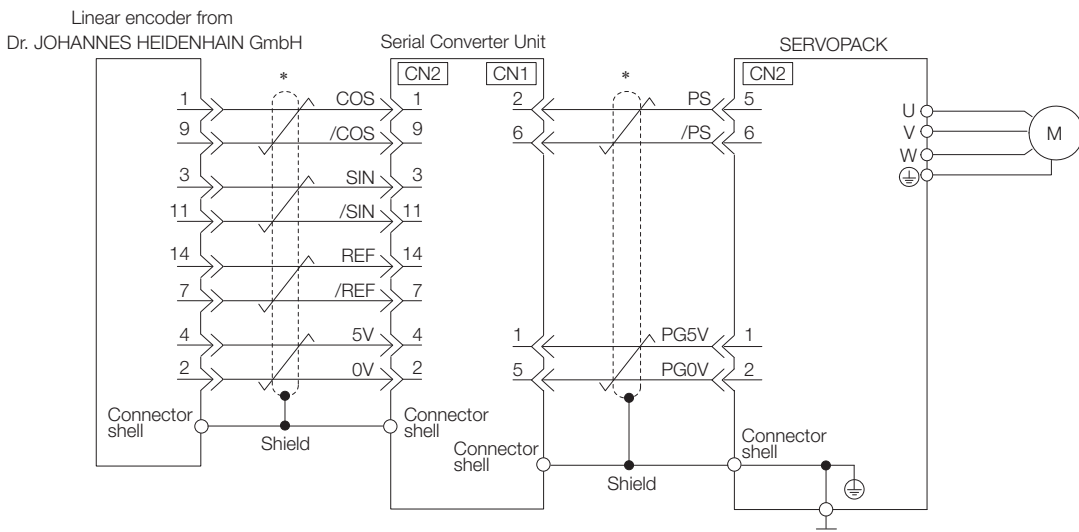 Linear encoder from
Dr. JOHANNES HEIDENHAIN GmbH
Serial Converter Unit
SERVOPACK
CN2
CN1
CN2
*
*
1 COS 1
2 PS 5
9 /COS 9
6 /PS 6
3 SIN 3
11 /SIN 11
14 REF 14
7 /REF 7
4 5V 4
1 PG5V 1
2 0V 2
5 PG0V 2
U
V
W
M
Connector
shell
Shield
Connector
shell
Connector
shell
Shield
Connector
shell